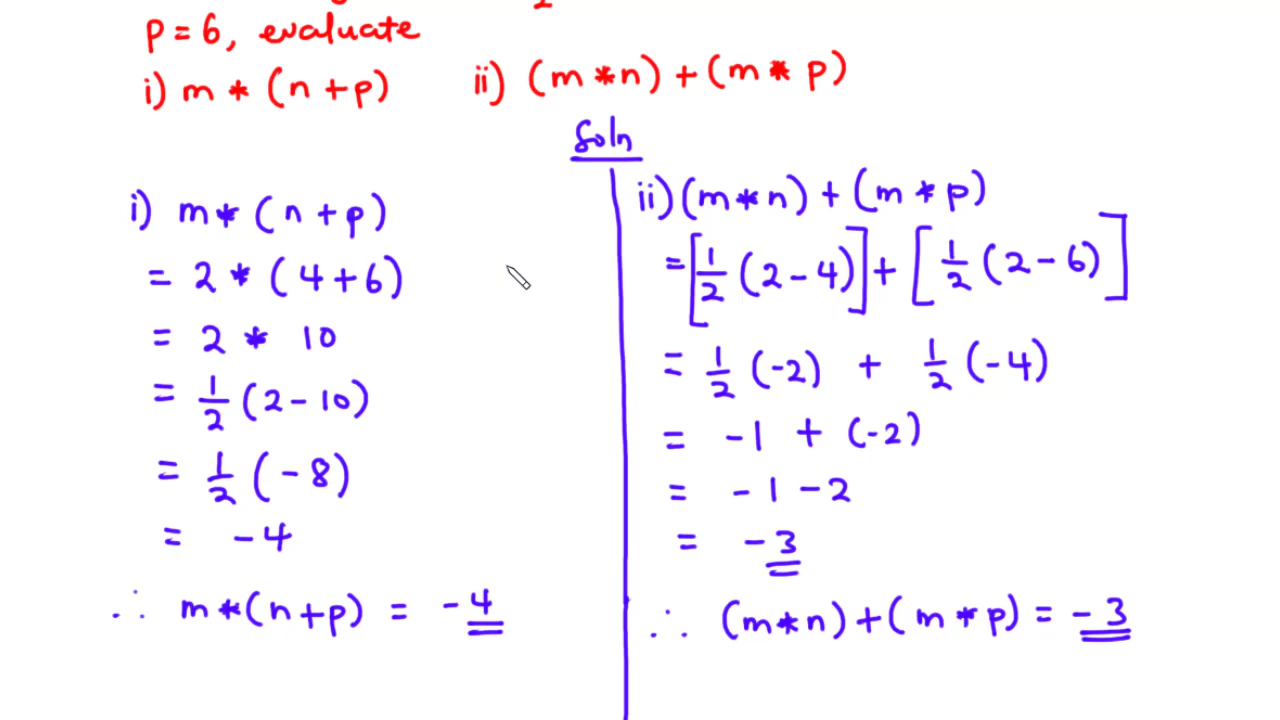 p = 6, evaluate
i) m * (n + p) ii) (m * n) + (m * p)
Soln
i) m * (n + p)
= 2 * (4 + 6)
= 2 * 10
= 1/2 (2 - 10)
= 1/2 (-8)
= -4
∴ m * (n + p) = -4
ii) (m * n) + (m * p)
= [1/2 (2 - 4)] + [1/2 (2 - 6)]
= 1/2 (-2) + 1/2 (-4)
= -1 + (-2)
= -1 - 2
= -3
∴ (m * n) + (m * p) = -3